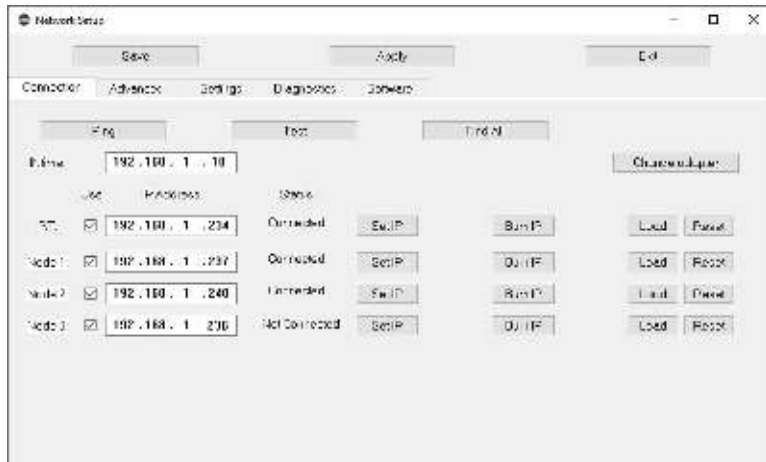 Network Setup
Save Apply Exit
Connection Advanced Settings Diagnostics Software
Ping Test Find All
192.168. 1 . 10 Change adapter
Use IP Address Status
192.168. 1 .234 Connected Set IP Burn IP Load Reset
Node 1: 192.168. 1 .237 Connected Set IP Burn IP Load Reset
Node 2: 192.168. 1 .240 Connected Set IP Burn IP Load Reset
Node 3: 192.168. 1 Not Connected Set IP Burn IP Load Reset